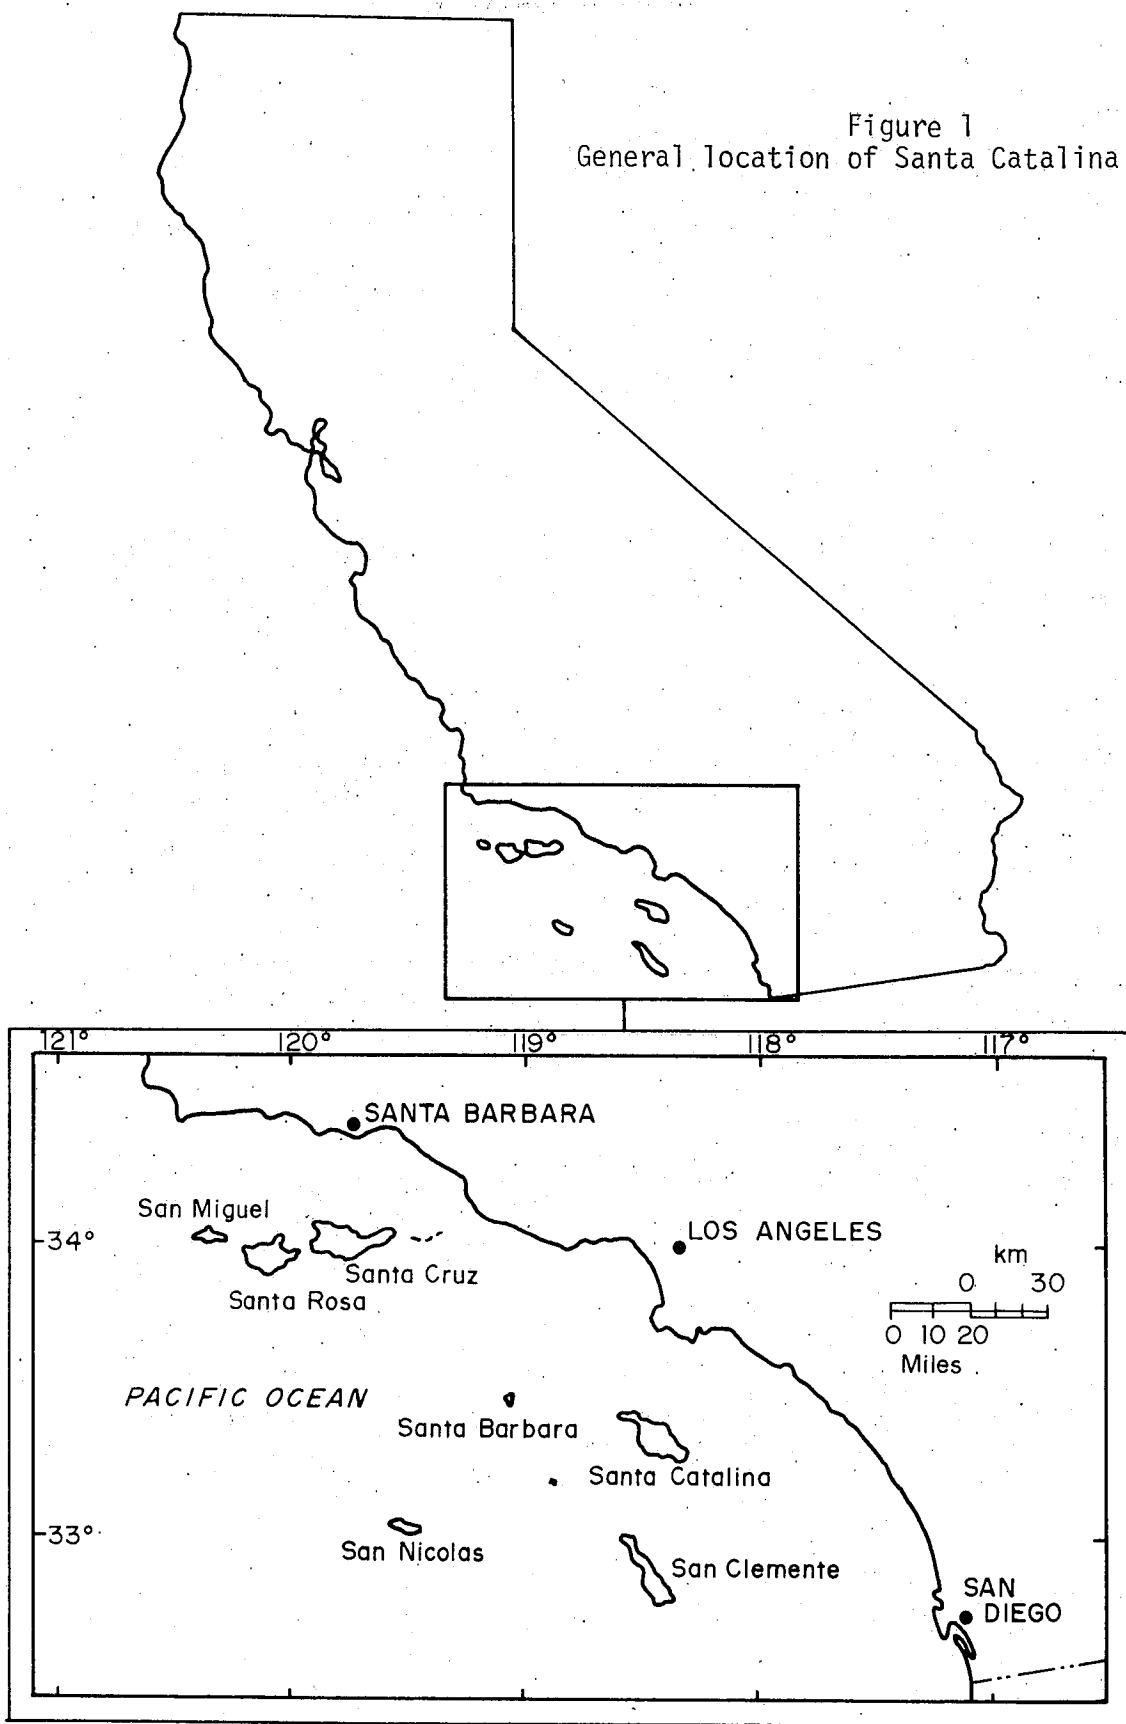 Figure 1
General location of Santa Catalina
121° 120° 119° 118° 117°
SANTA BARBARA
San Miguel
34°
LOS ANGELES
Santa Cruz
Santa Rosa
km
0 30
0 10 20
Miles
PACIFIC OCEAN
Santa Barbara
Santa Catalina
33°
San Nicolas
San Clemente
SAN
DIEGO